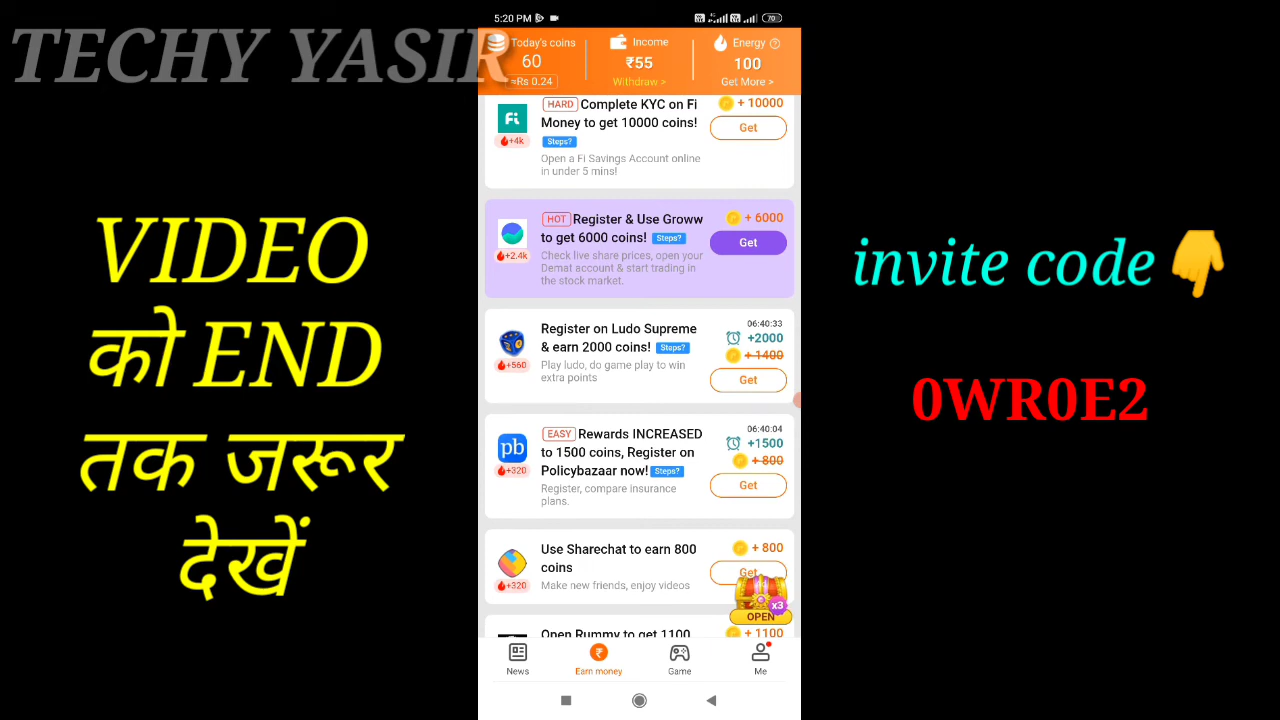 TECHY YASIR
VIDEO
को END
तक जरूर
देखें
5:20 PM
70
Today's coins
60
≈Rs 0.24
Income
₹55
Withdraw >
Energy ?
100
Get More >
HARD Complete KYC on Fi
Money to get 10000 coins!
Steps?
Open a Fi Savings Account online
in under 5 mins!
Fi
+4k
+ 10000
Get
HOT Register & Use Groww
to get 6000 coins! Steps?
Check live share prices, open your
Demat account & start trading in
the stock market.
+2.4k
+ 6000
Get
Register on Ludo Supreme
& earn 2000 coins! Steps?
Play ludo, do game play to win
extra points
+560
06:40:33
+2000
+ 1400
Get
EASY Rewards INCREASED
to 1500 coins, Register on
Policybazaar now! Steps?
Register, compare insurance
plans.
pb
+320
06:40:04
+1500
+ 800
Get
Use Sharechat to earn 800
coins
Make new friends, enjoy videos
+320
+ 800
Get
x3
OPEN
Open Rummy to get 1100
+ 1100
News
Earn money
Game
Me
invite code
0WR0E2